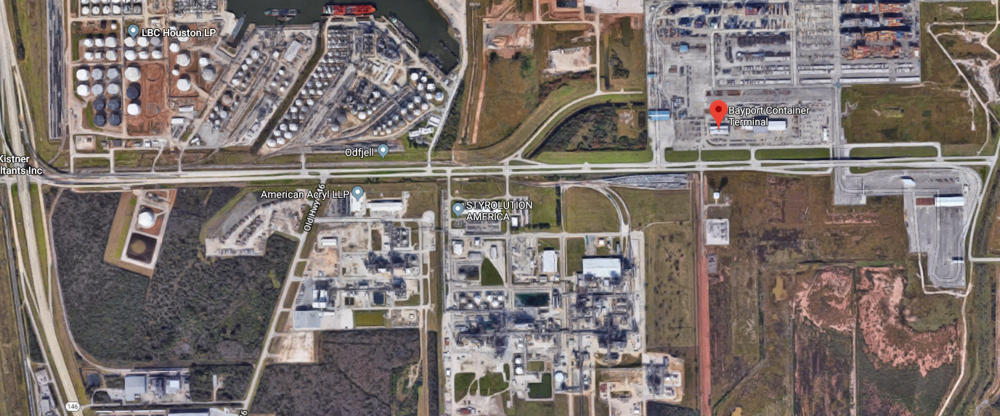 LBC Houston LP
Bayport Container
Terminal
Odfjell
Kistner
ltants Inc
American Acryl LLP
Old Hwy 146
STYROLUTION
AMERICA
146
6